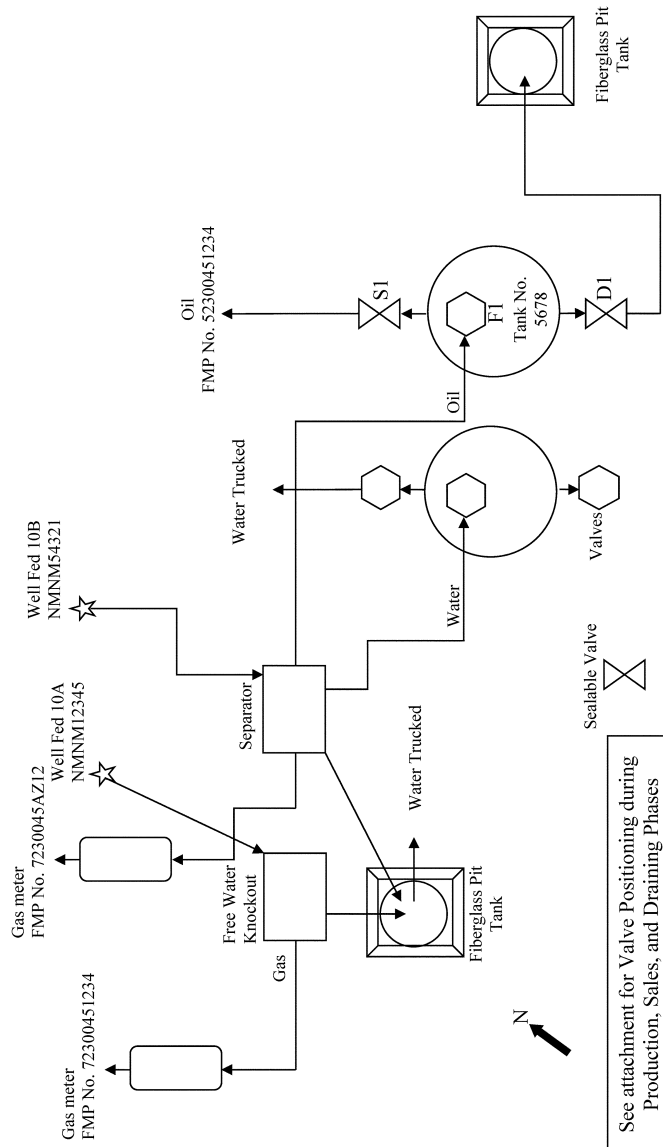 Gas meter
FMP No. 72300451234
Gas meter
FMP No. 7230045AZ12
Well Fed 10A
NMNM12345
Well Fed 10B
NMNM54321
Gas
Free Water
Knockout
Separator
Water Trucked
Oil
FMP No. 52300451234
S1
Fiberglass Pit
Tank
Water Trucked
Water
Oil
F1
Tank No.
5678
D1
Valves
Fiberglass Pit
Tank
N
Sealable Valve
See attachment for Valve Positioning during
Production, Sales, and Draining Phases